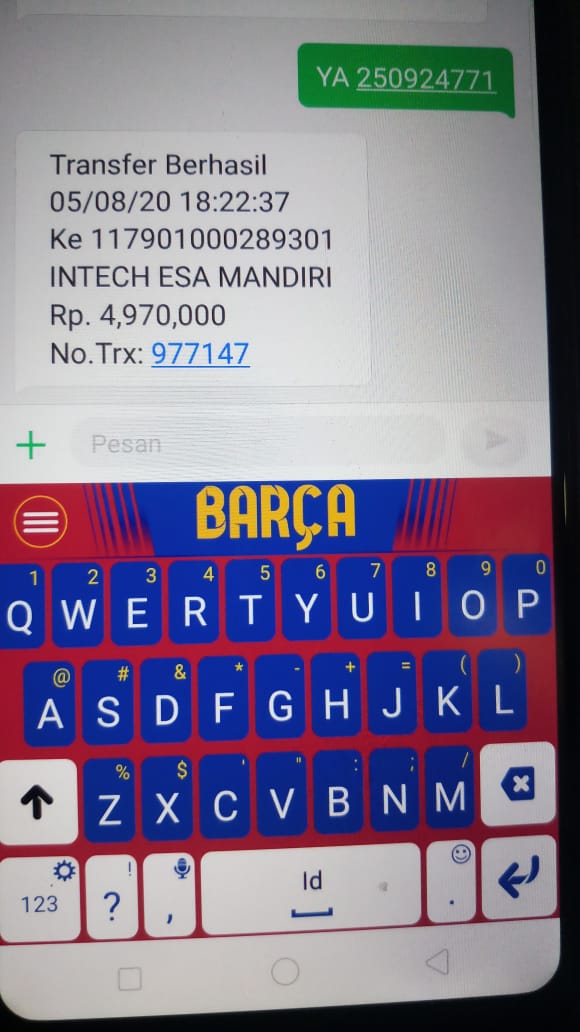 YA 250924771
Transfer Berhasil
05/08/20 18:22:37
Ke 117901000289301
INTECH ESA MANDIRI
Rp. 4,970,000
No.Trx: 977147
Pesan
BARÇA
1 2 3 4 5 6 7 8 9 0
Q W E R T Y U I O P
@ # & * - + = ( )
A S D F G H J K L
% $ ' " : ; /
Z X C V B N M
!
123 ? , Id .